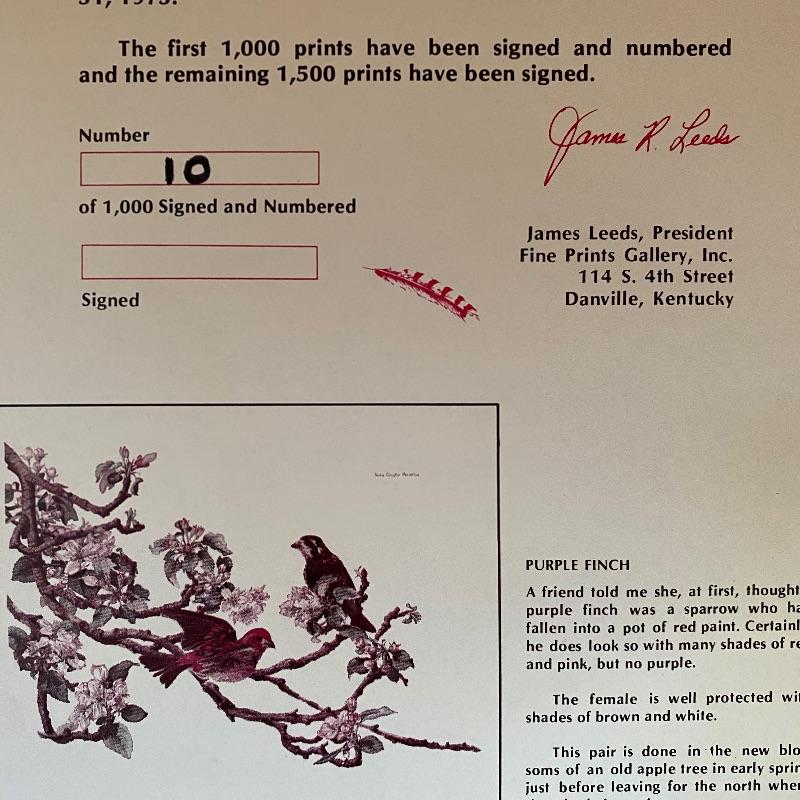 31, 1973.
The first 1,000 prints have been signed and numbered
and the remaining 1,500 prints have been signed.
Number
10
of 1,000 Signed and Numbered
Signed
James R. Leeds
James Leeds, President
Fine Prints Gallery, Inc.
114 S. 4th Street
Danville, Kentucky
PURPLE FINCH
A friend told me she, at first, thought
purple finch was a sparrow who ha
fallen into a pot of red paint. Certainl
he does look so with many shades of re
and pink, but no purple.
The female is well protected wit
shades of brown and white.
This pair is done in the new blo
soms of an old apple tree in early sprin
just before leaving for the north wher